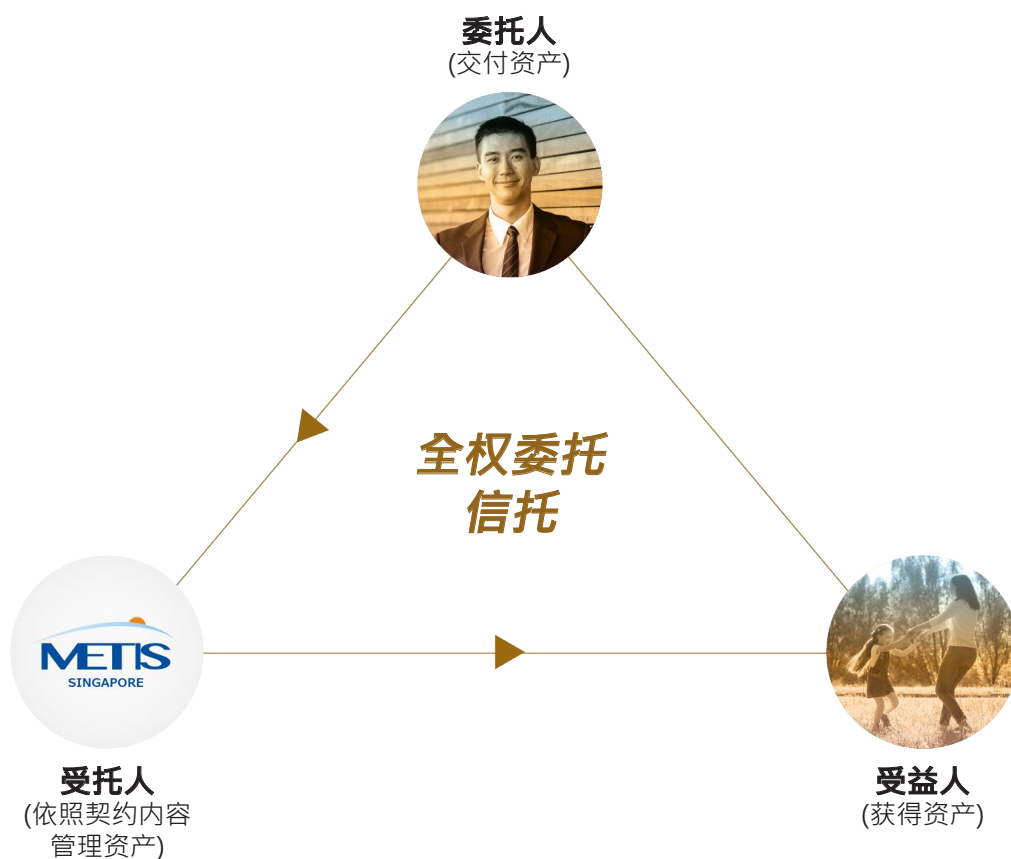 委托人
(交付资产)
全权委托
信托
METIS
SINGAPORE
受托人
(依照契约内容
管理资产)
受益人
(获得资产)